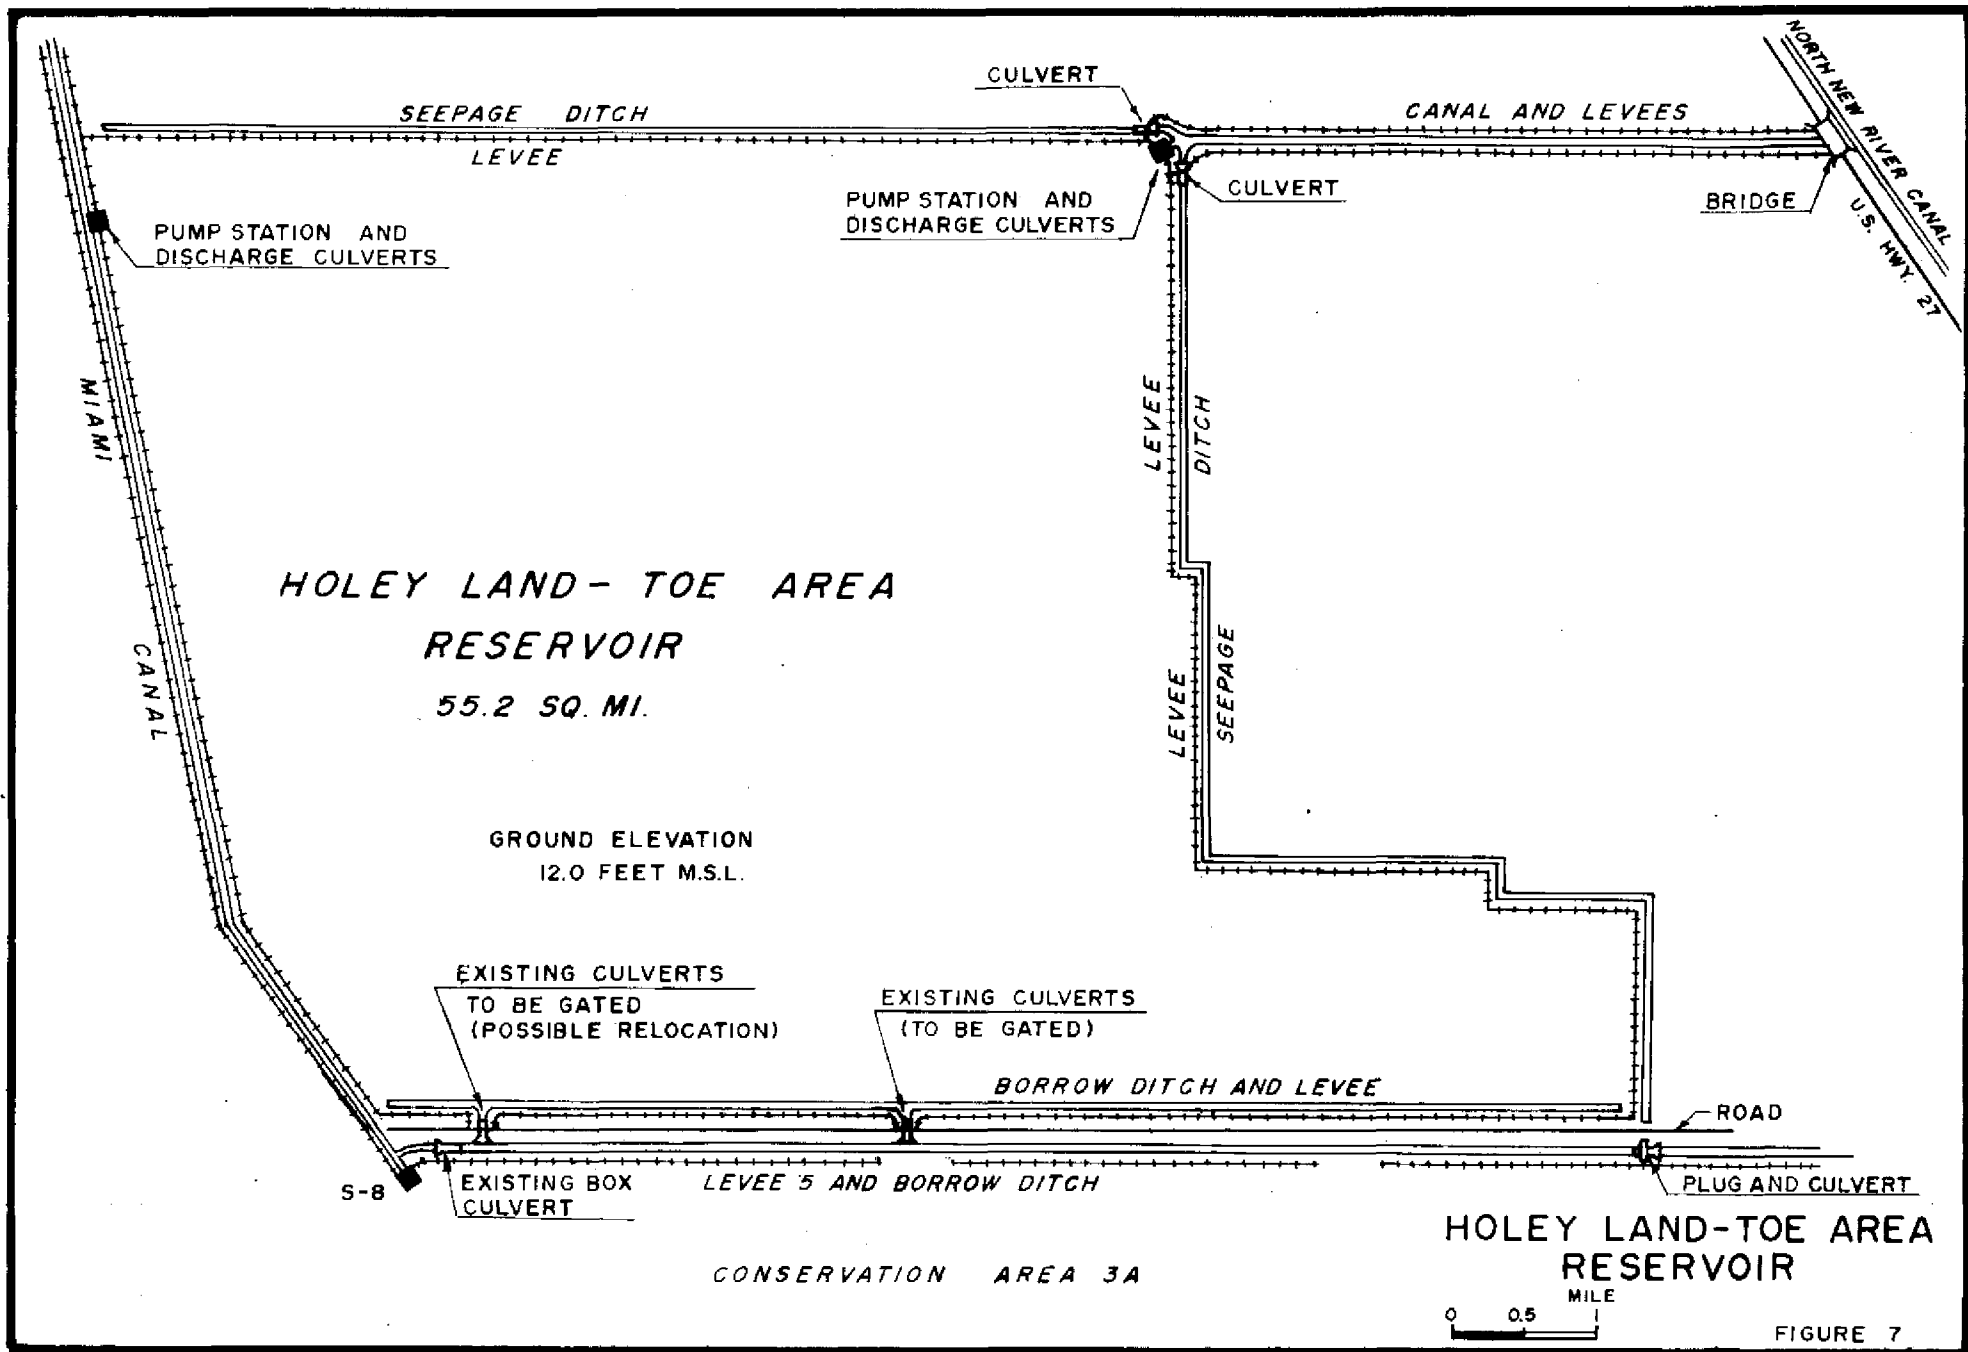 NORTH NEW RIVER CANAL
CULVERT
SEEPAGE DITCH
CANAL AND LEVEES
LEVEE
CULVERT
PUMP STATION AND
DISCHARGE CULVERTS
BRIDGE
U.S. HWY. 27
PUMP STATION AND
DISCHARGE CULVERTS
MIAMI
CANAL
LEVEE
DITCH
HOLEY LAND - TOE AREA
RESERVOIR
55.2 SQ. MI.
LEVEE
SEEPAGE
GROUND ELEVATION
12.0 FEET M.S.L.
EXISTING CULVERTS
TO BE GATED
(POSSIBLE RELOCATION)
EXISTING CULVERTS
(TO BE GATED)
BORROW DITCH AND LEVEE
ROAD
S-8
EXISTING BOX
CULVERT
LEVEE 5 AND BORROW DITCH
PLUG AND CULVERT
CONSERVATION AREA 3A
HOLEY LAND-TOE AREA
RESERVOIR
MILE
0 0.5 1
FIGURE 7